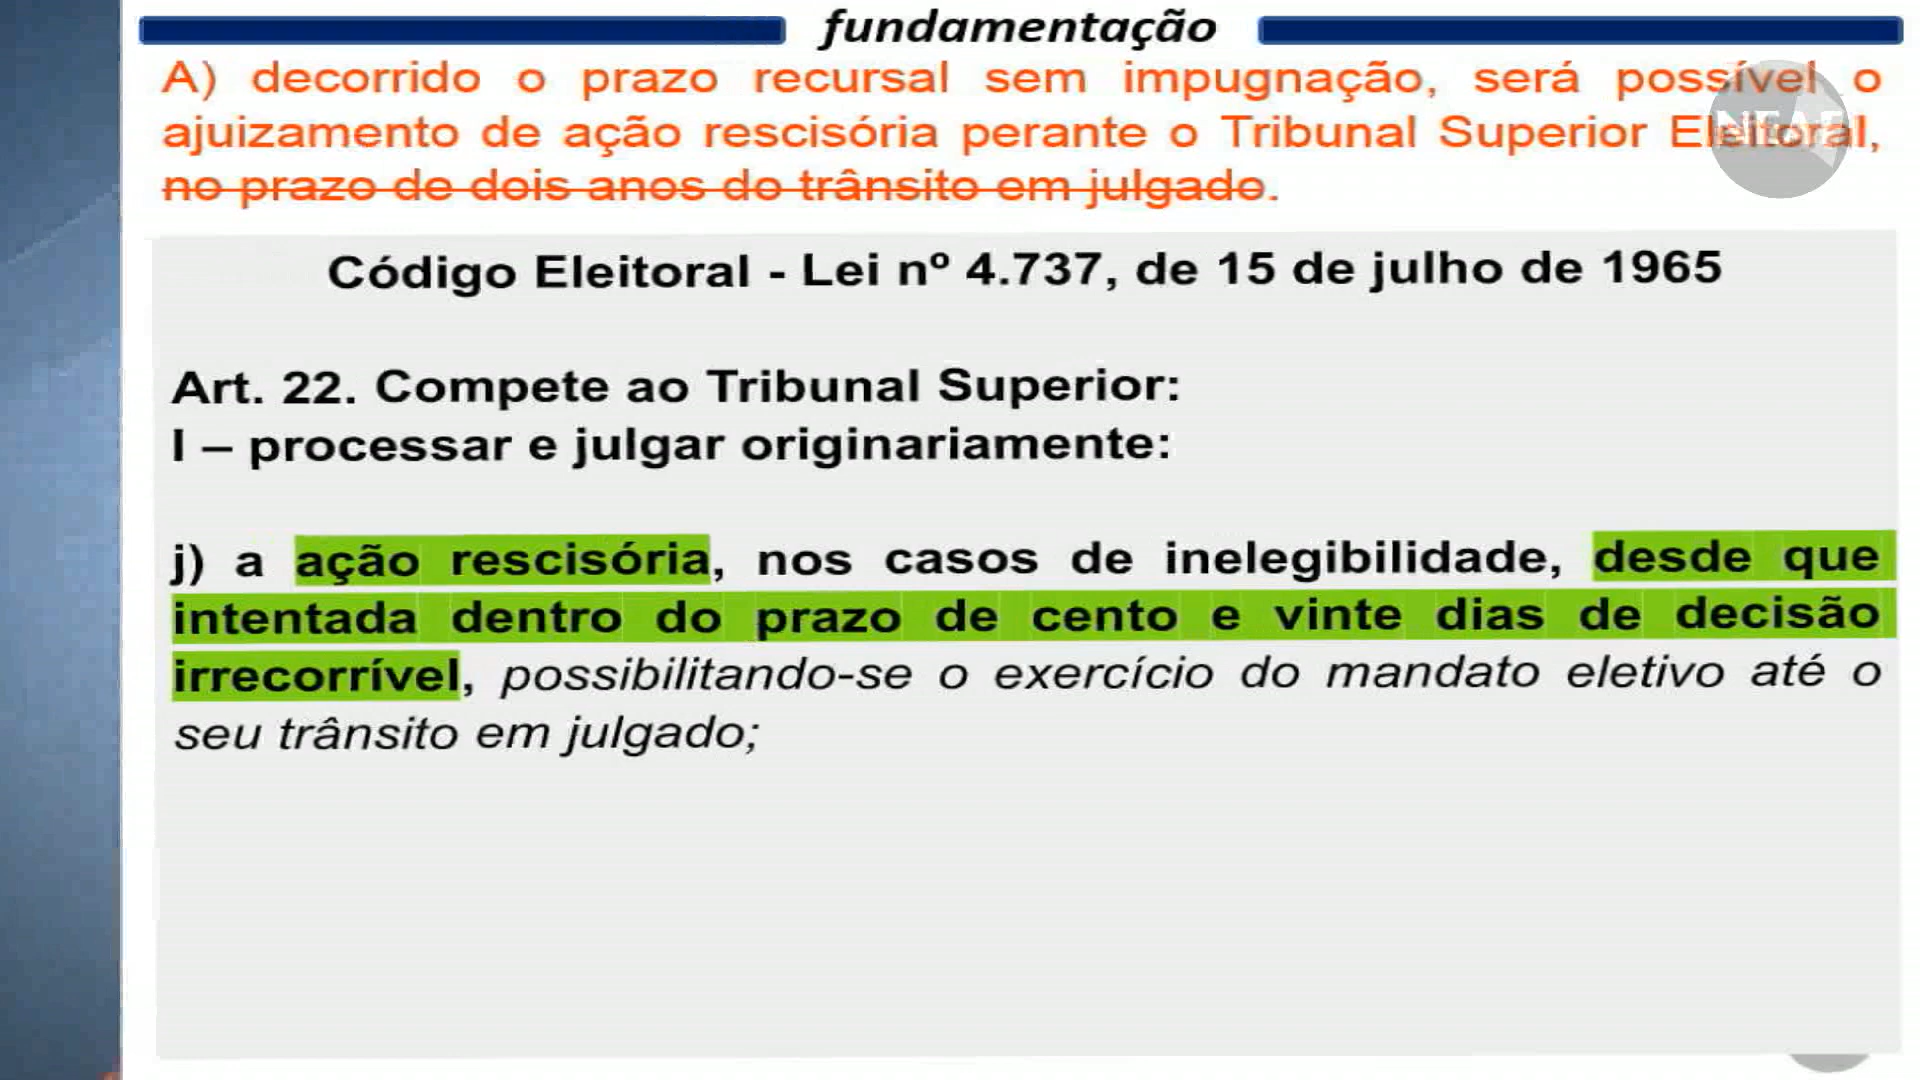 fundamentação
A) decorrido o prazo recursal sem impugnação, será possível o
ajuizamento de ação rescisória perante o Tribunal Superior Eleitoral,
no prazo de dois anos do trânsito em julgado.
NEAF
Código Eleitoral - Lei nº 4.737, de 15 de julho de 1965
Art. 22. Compete ao Tribunal Superior:
I – processar e julgar originariamente:
j) a ação rescisória, nos casos de inelegibilidade, desde que
intentada dentro do prazo de cento e vinte dias de decisão
irrecorrível, possibilitando-se o exercício do mandato eletivo até o
seu trânsito em julgado;